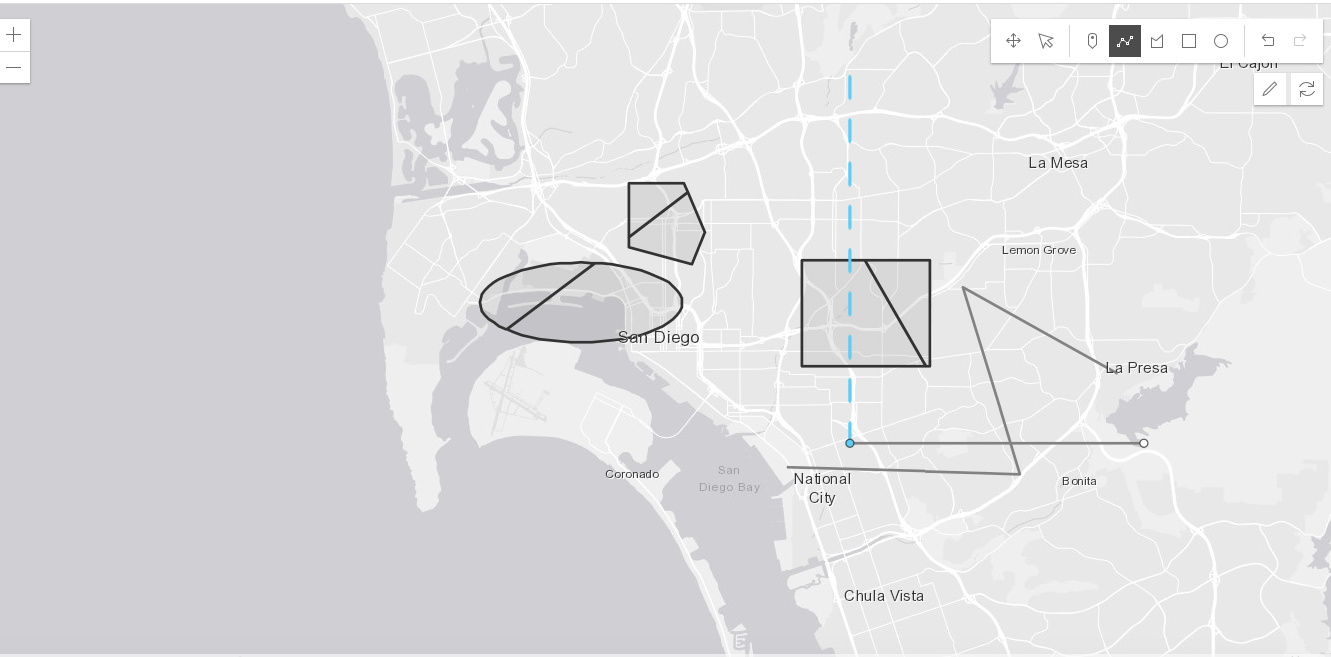 El Cajon
La Mesa
Lemon Grove
San Diego
La Presa
Coronado
San
Diego Bay
National
City
Bonita
Chula Vista